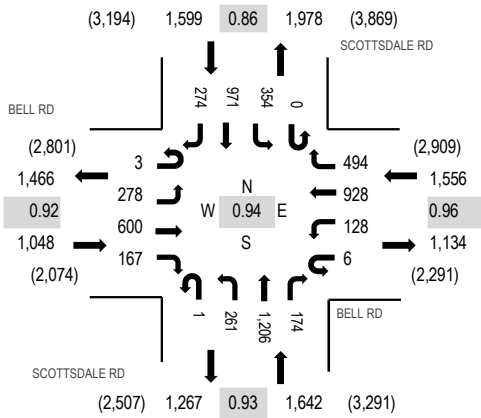 (3,194) 1,599 0.86 1,978 (3,869)
SCOTTSDALE RD
274 971 354 0
BELL RD
(2,801)
1,466
0.92
1,048
(2,074)
3
278
600
167
N
W 0.94 E
S
494
928
128
6
(2,909)
1,556
0.96
1,134
(2,291)
1 261 1,206 174
BELL RD
SCOTTSDALE RD
(2,507) 1,267 0.93 1,642 (3,291)